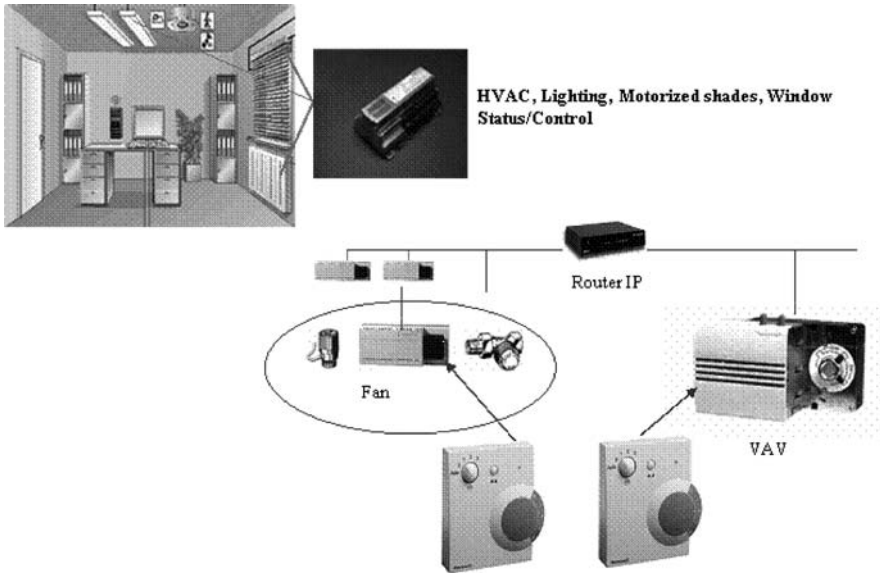 HVAC, Lighting, Motorized shades, Window
Status/Control
Router IP
Fan
VAV